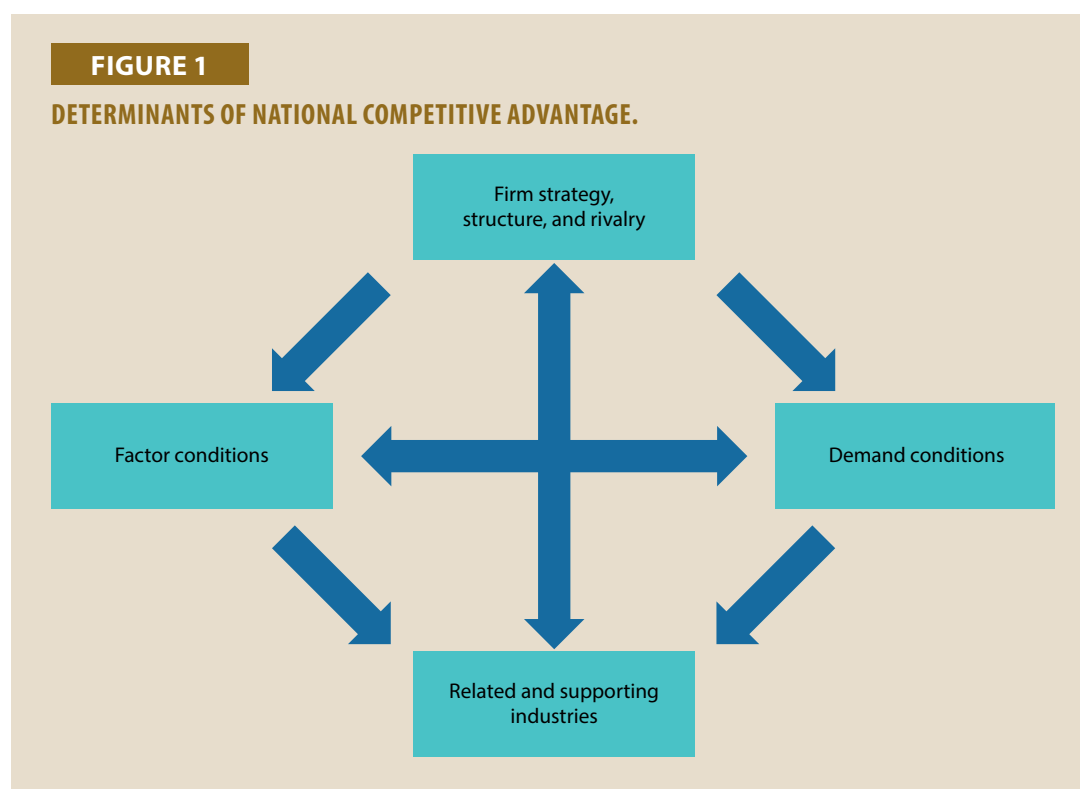 FIGURE 1
DETERMINANTS OF NATIONAL COMPETITIVE ADVANTAGE.
Firm strategy,
structure, and rivalry
Factor conditions
Demand conditions
Related and supporting
industries